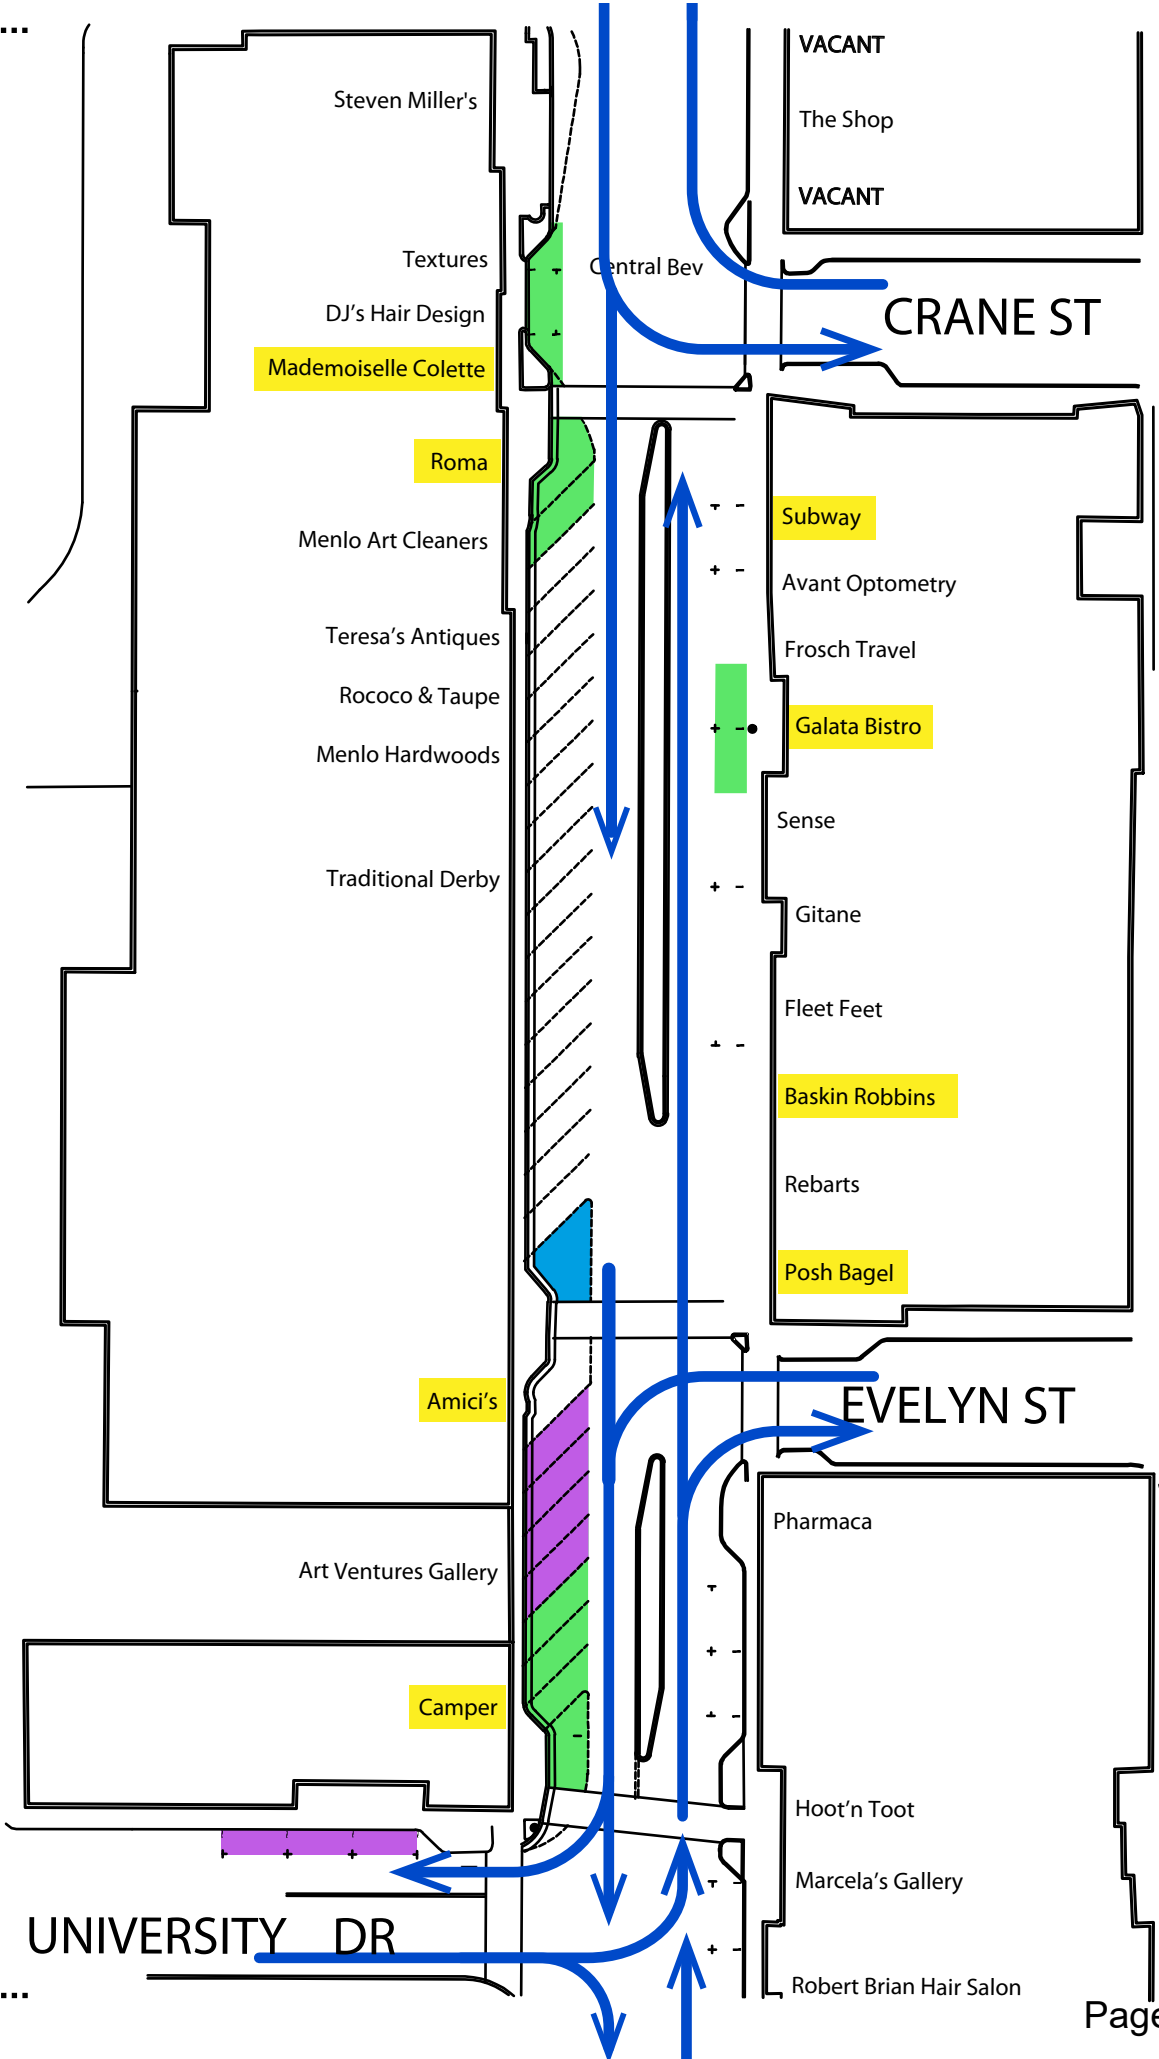 ...
VACANT
Steven Miller's
The Shop
VACANT
Textures
Central Bev
DJ's Hair Design
CRANE ST
Mademoiselle Colette
Roma
Subway
Menlo Art Cleaners
Avant Optometry
Teresa's Antiques
Frosch Travel
Rococo & Taupe
Galata Bistro
Menlo Hardwoods
Sense
Traditional Derby
Gitane
Fleet Feet
Baskin Robbins
Rebarts
Posh Bagel
Amici's
EVELYN ST
Pharmaca
Art Ventures Gallery
Camper
Hoot'n Toot
Marcela's Gallery
UNIVERSITY DR
Robert Brian Hair Salon
...
Page